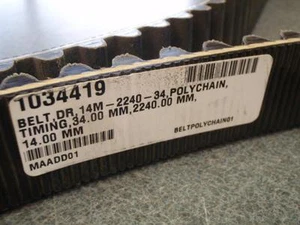 1034419
BELT, DR, 14M-2240-34, POLYCHAIN,
TIMING, 34.00 MM, 2240.00 MM,
14.00 MM
MAADD01
BELTPOLYCHAIN01